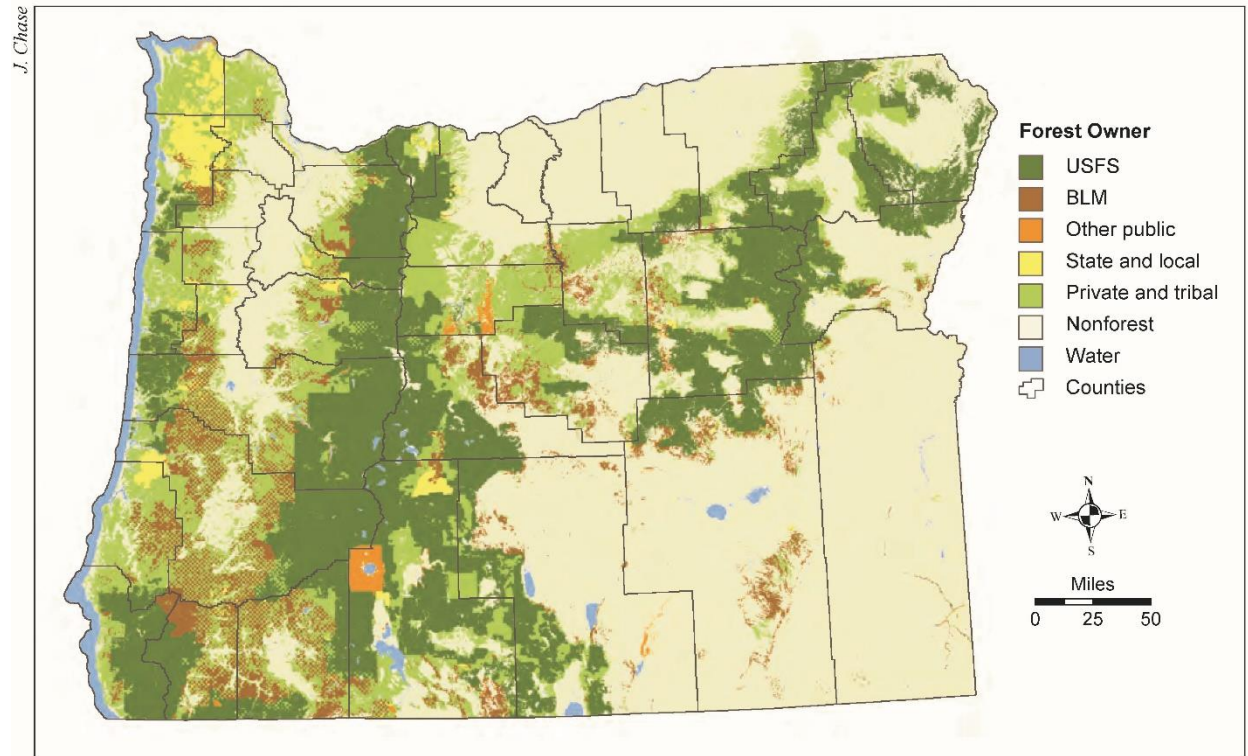 J. Chase
Forest Owner
USFS
BLM
Other public
State and local
Private and tribal
Nonforest
Water
Counties
N
W E
S
Miles
0 25 50